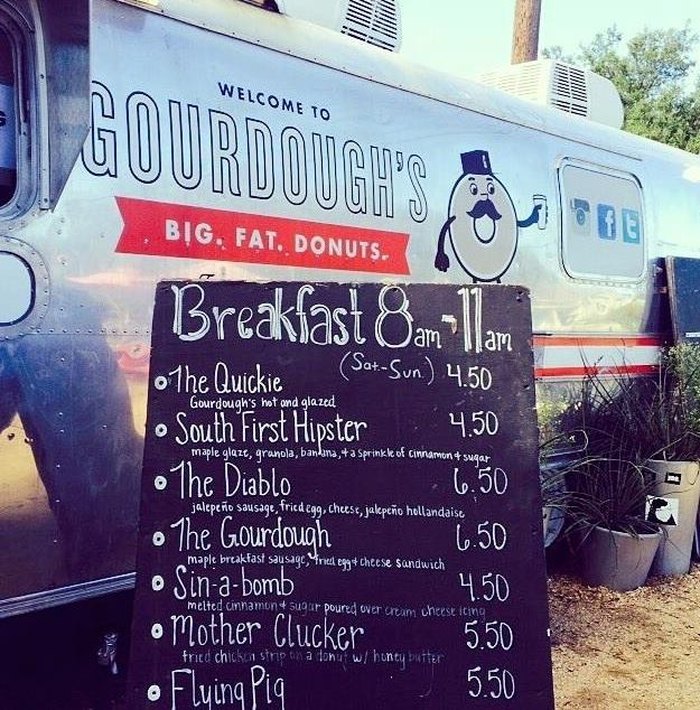 WELCOME TO
GOURDOUGH'S
BIG. FAT. DONUTS.
Breakfast 8am-11am
(Sat.-Sun.)
The Quickie 4.50
Gourdough's hot and glazed
South First Hipster 4.50
maple glaze, granola, banana, + a sprinkle of cinnamon + sugar
The Diablo 6.50
jalepeño sausage, fried egg, cheese, jalepeño hollandaise
The Gourdough 6.50
maple breakfast sausage, fried egg + cheese sandwich
Sin-a-bomb 4.50
melted cinnamon + sugar poured over cream cheese icing
Mother Clucker 5.50
fried chicken strip on a donut w/ honey butter
Flying Pig 5.50